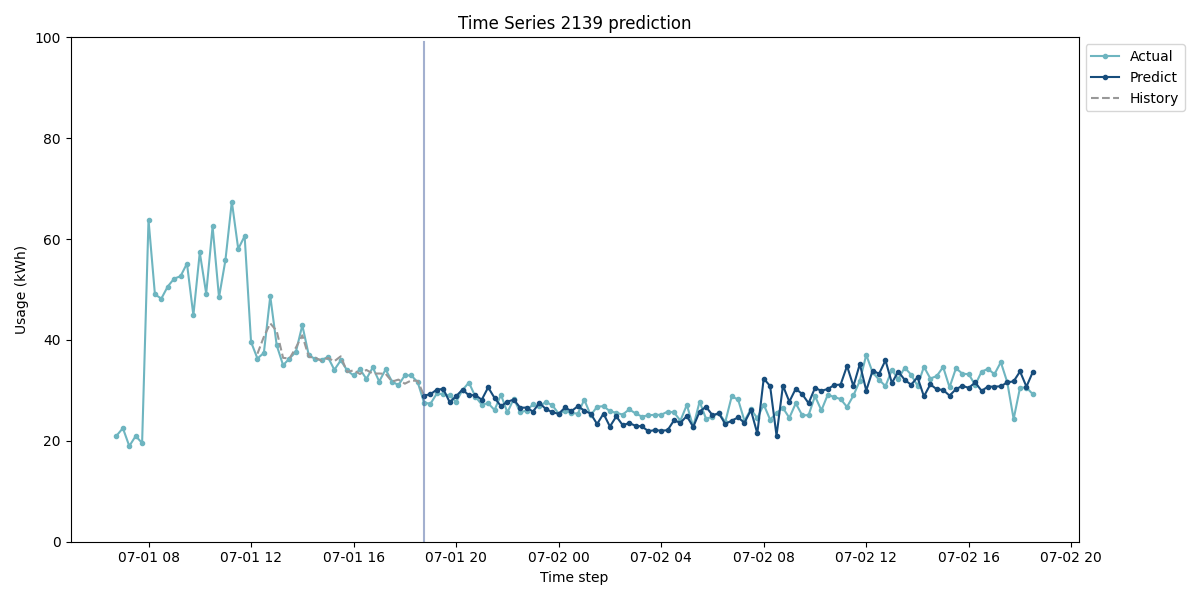 Time Series 2139 prediction
100
80
60
40
20
0
Usage (kWh)
07-01 08
07-01 12
07-01 16
07-01 20
07-02 00
07-02 04
07-02 08
07-02 12
07-02 16
07-02 20
Time step
Actual
Predict
History